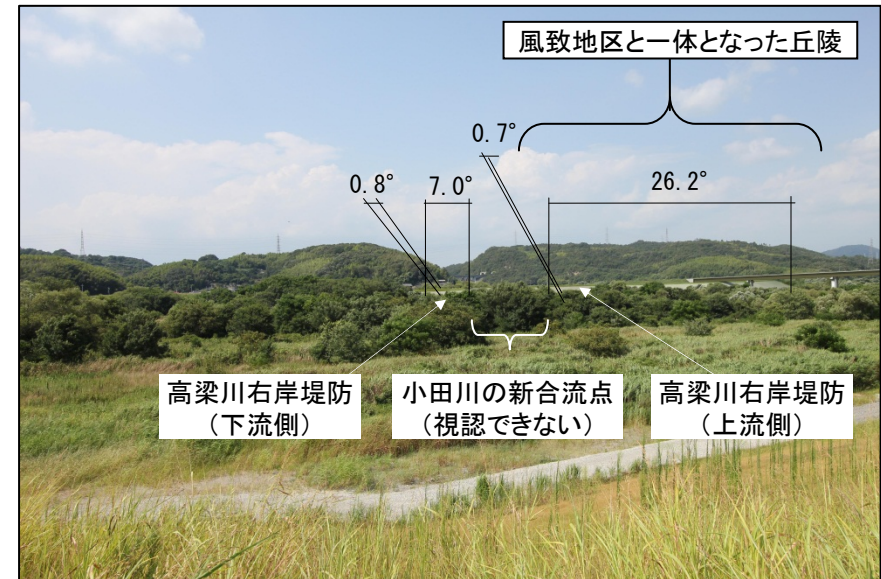 風致地区と一体となった丘陵
0.7°
0.8°
7.0°
26.2°
高梁川右岸堤防
（下流側）
小田川の新合流点
（視認できない）
高梁川右岸堤防
（上流側）